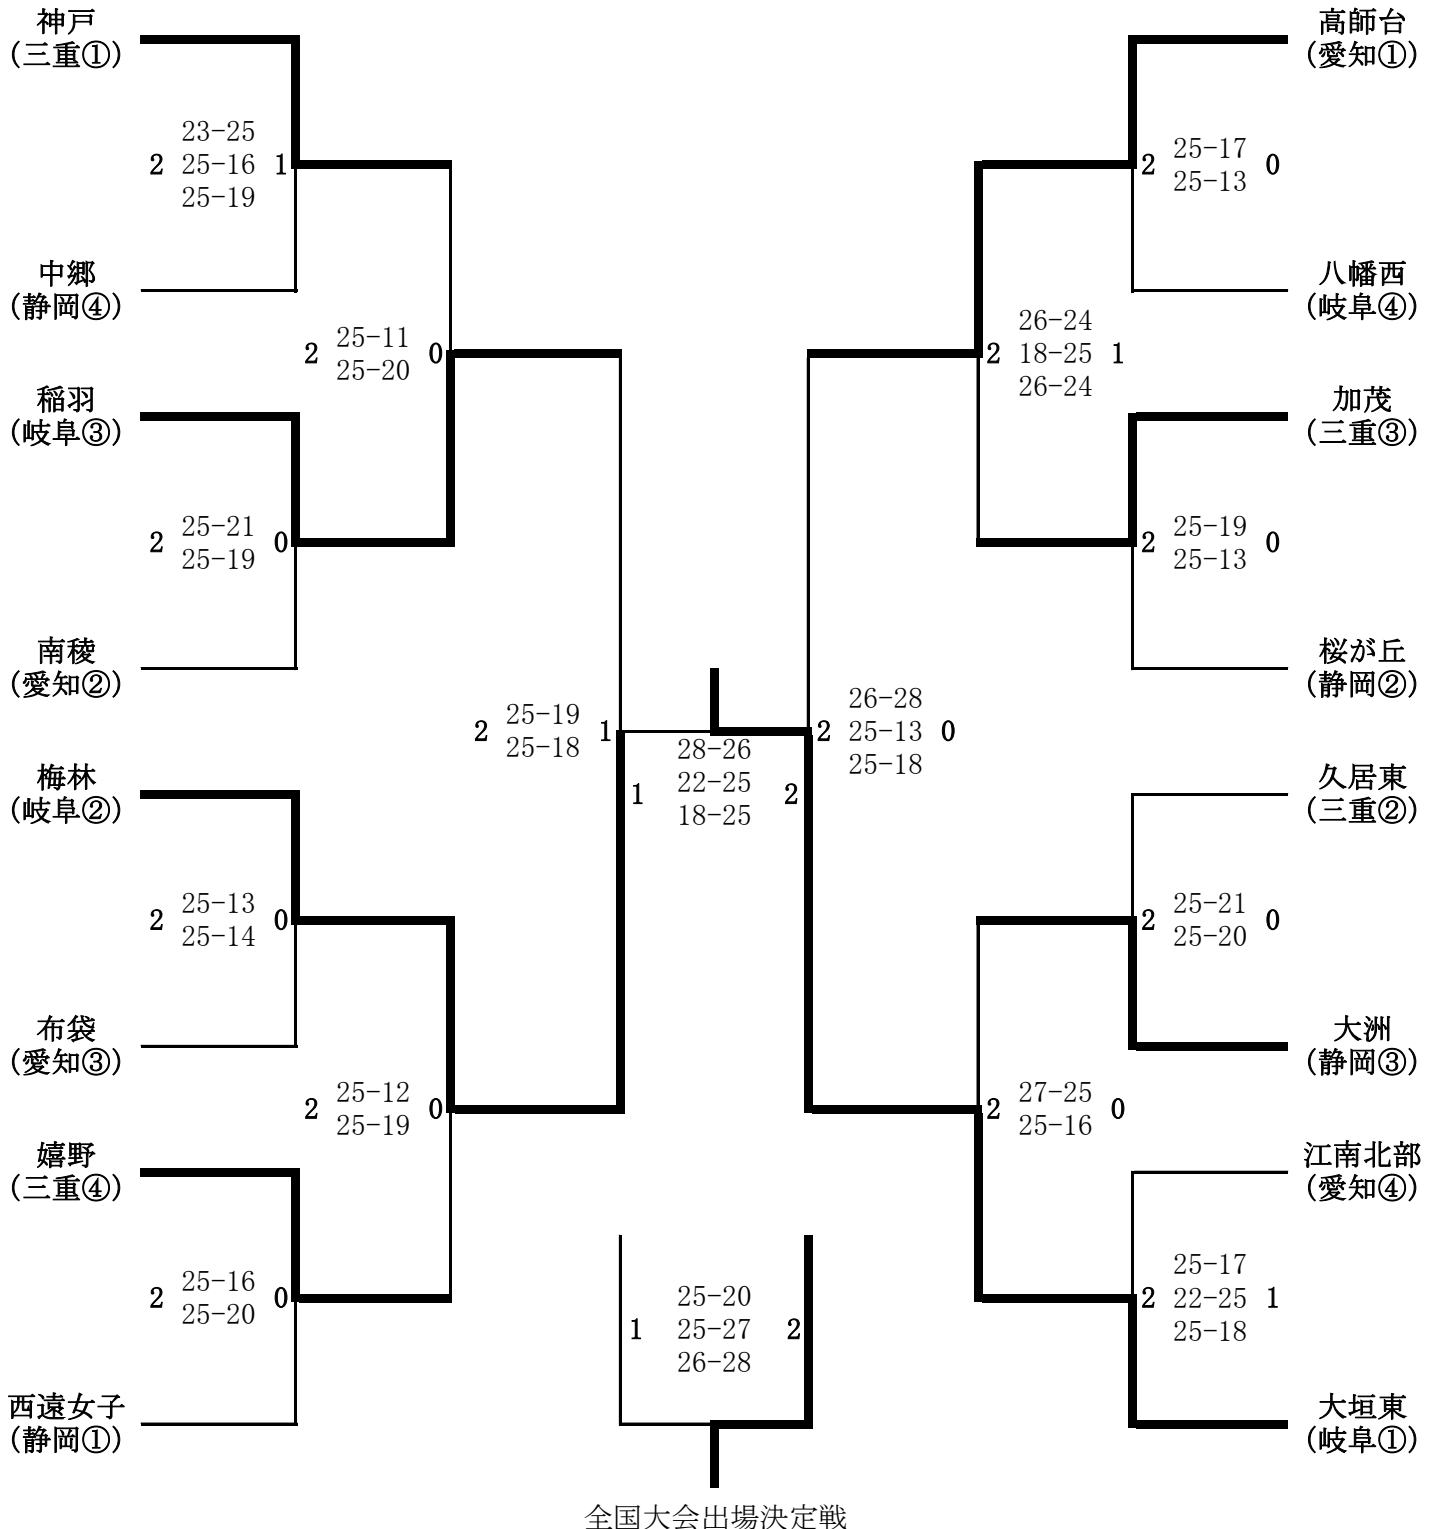 神戸
(三重①)
23-25
2 25-16 1
25-19
中郷
(静岡④)
2 25-11 0
25-20
稲羽
(岐阜③)
2 25-21 0
25-19
南稜
(愛知②)
2 25-19 1
25-18
梅林
(岐阜②)
2 25-13 0
25-14
布袋
(愛知③)
2 25-12 0
25-19
嬉野
(三重④)
2 25-16 0
25-20
西遠女子
(静岡①)
28-26
1 22-25 2
18-25
25-20
1 25-27 2
26-28
全国大会出場決定戦
高師台
(愛知①)
2 25-17 0
25-13
八幡西
(岐阜④)
26-24
2 18-25 1
26-24
加茂
(三重③)
2 25-19 0
25-13
桜が丘
(静岡②)
26-28
2 25-13 0
25-18
久居東
(三重②)
2 25-21 0
25-20
大洲
(静岡③)
2 27-25 0
25-16
江南北部
(愛知④)
25-17
2 22-25 1
25-18
大垣東
(岐阜①)